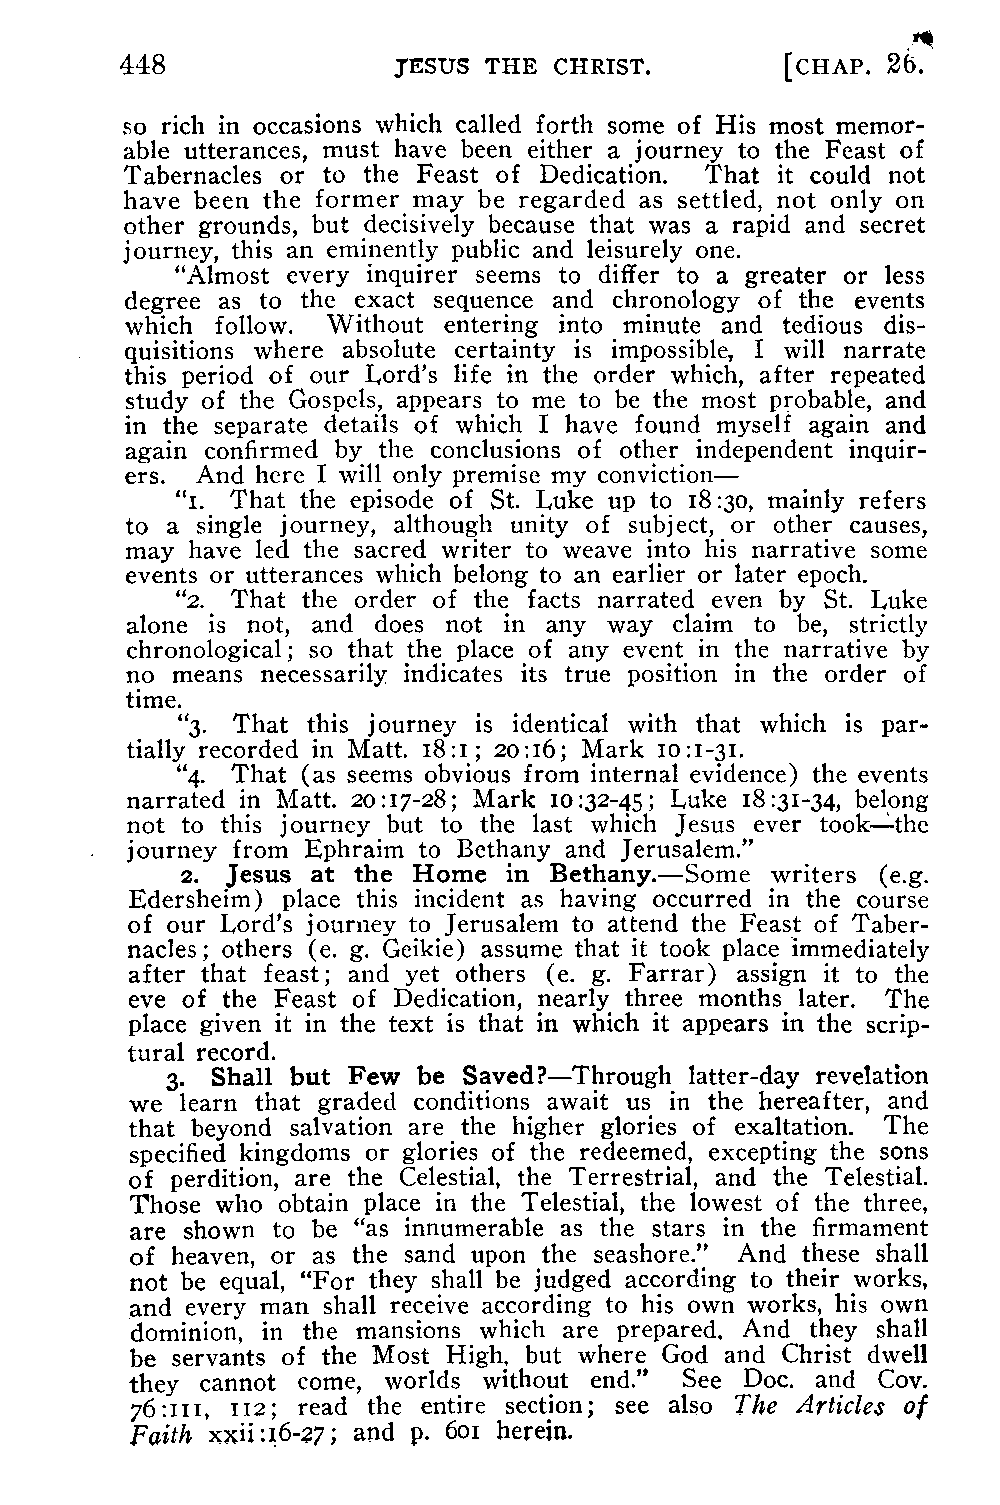 448 JESUS THE CHRIST. [CHAP. 26.
so rich in occasions which called forth some of His most memor-
able utterances, must have been either a journey to the Feast of
Tabernacles or to the Feast of Dedication. That it could not
have been the former may be regarded as settled, not only on
other grounds, but decisively because that was a rapid and secret
journey, this an eminently public and leisurely one.
“Almost every inquirer seems to differ to a greater or less
degree as to the exact sequence and chronology of the events
which follow. Without entering into minute and tedious dis-
quisitions where absolute certainty is impossible, I will narrate
this period of our Lord's life in the order which, after repeated
study of the Gospels, appears to me to be the most probable, and
in the separate details of which I have found myself again and
again confirmed by the conclusions of other independent inquir-
ers. And here I will only premise my conviction—
“1. That the episode of St. Luke up to 18:30, mainly refers
to a single journey, although unity of subject, or other causes,
may have led the sacred writer to weave into his narrative some
events or utterances which belong to an earlier or later epoch.
“2. That the order of the facts narrated even by St. Luke
alone is not, and does not in any way claim to be, strictly
chronological; so that the place of any event in the narrative by
no means necessarily indicates its true position in the order of
time.
“3. That this journey is identical with that which is par-
tially recorded in Matt. 18:1; 20:16; Mark 10:1-31.
“4. That (as seems obvious from internal evidence) the events
narrated in Matt. 20:17-28; Mark 10:32-45; Luke 18:31-34, belong
not to this journey but to the last which Jesus ever took—the
journey from Ephraim to Bethany and Jerusalem.”
2. Jesus at the Home in Bethany.—Some writers (e.g.
Edersheim) place this incident as having occurred in the course
of our Lord's journey to Jerusalem to attend the Feast of Taber-
nacles; others (e. g. Geikie) assume that it took place immediately
after that feast; and yet others (e. g. Farrar) assign it to the
eve of the Feast of Dedication, nearly three months later. The
place given it in the text is that in which it appears in the scrip-
tural record.
3. Shall but Few be Saved?—Through latter-day revelation
we learn that graded conditions await us in the hereafter, and
that beyond salvation are the higher glories of exaltation. The
specified kingdoms or glories of the redeemed, excepting the sons
of perdition, are the Celestial, the Terrestrial, and the Telestial.
Those who obtain place in the Telestial, the lowest of the three,
are shown to be “as innumerable as the stars in the firmament
of heaven, or as the sand upon the seashore.” And these shall
not be equal, “For they shall be judged according to their works,
and every man shall receive according to his own works, his own
dominion, in the mansions which are prepared. And they shall
be servants of the Most High, but where God and Christ dwell
they cannot come, worlds without end.” See Doc. and Cov.
76:111, 112; read the entire section; see also The Articles of
Faith xxii:16-27; and p. 601 herein.